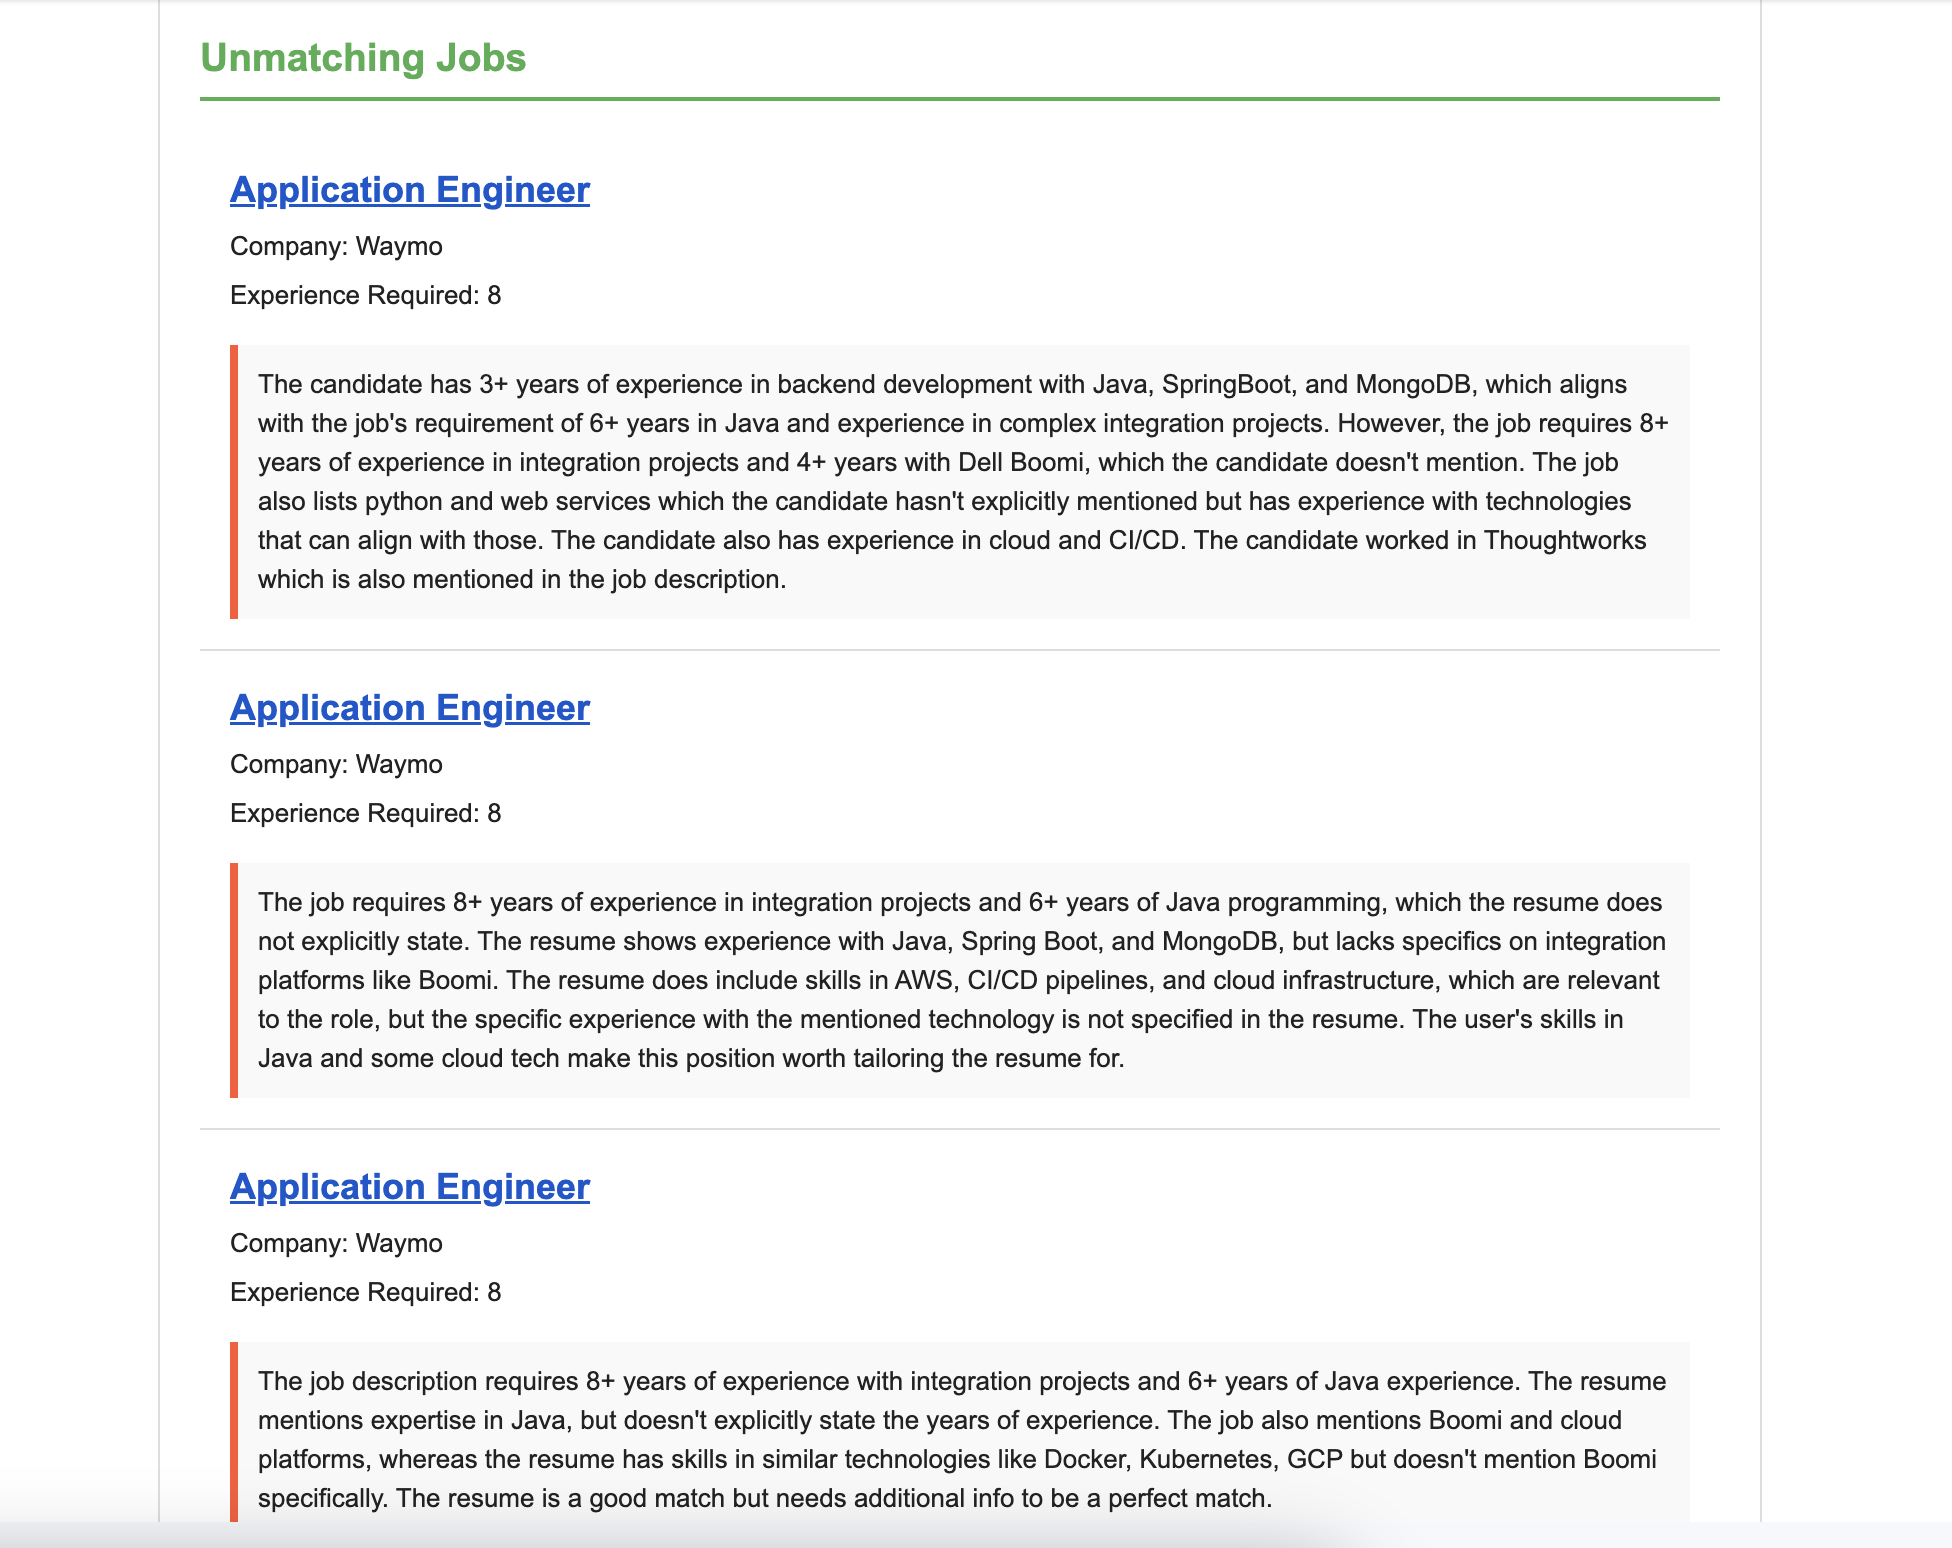 Unmatching Jobs
Application Engineer
Company: Waymo
Experience Required: 8
The candidate has 3+ years of experience in backend development with Java, SpringBoot, and MongoDB, which aligns
with the job's requirement of 6+ years in Java and experience in complex integration projects. However, the job requires 8+
years of experience in integration projects and 4+ years with Dell Boomi, which the candidate doesn't mention. The job
also lists python and web services which the candidate hasn't explicitly mentioned but has experience with technologies
that can align with those. The candidate also has experience in cloud and CI/CD. The candidate worked in Thoughtworks
which is also mentioned in the job description.
Application Engineer
Company: Waymo
Experience Required: 8
The job requires 8+ years of experience in integration projects and 6+ years of Java programming, which the resume does
not explicitly state. The resume shows experience with Java, Spring Boot, and MongoDB, but lacks specifics on integration
platforms like Boomi. The resume does include skills in AWS, CI/CD pipelines, and cloud infrastructure, which are relevant
to the role, but the specific experience with the mentioned technology is not specified in the resume. The user's skills in
Java and some cloud tech make this position worth tailoring the resume for.
Application Engineer
Company: Waymo
Experience Required: 8
The job description requires 8+ years of experience with integration projects and 6+ years of Java experience. The resume
mentions expertise in Java, but doesn't explicitly state the years of experience. The job also mentions Boomi and cloud
platforms, whereas the resume has skills in similar technologies like Docker, Kubernetes, GCP but doesn't mention Boomi
specifically. The resume is a good match but needs additional info to be a perfect match.